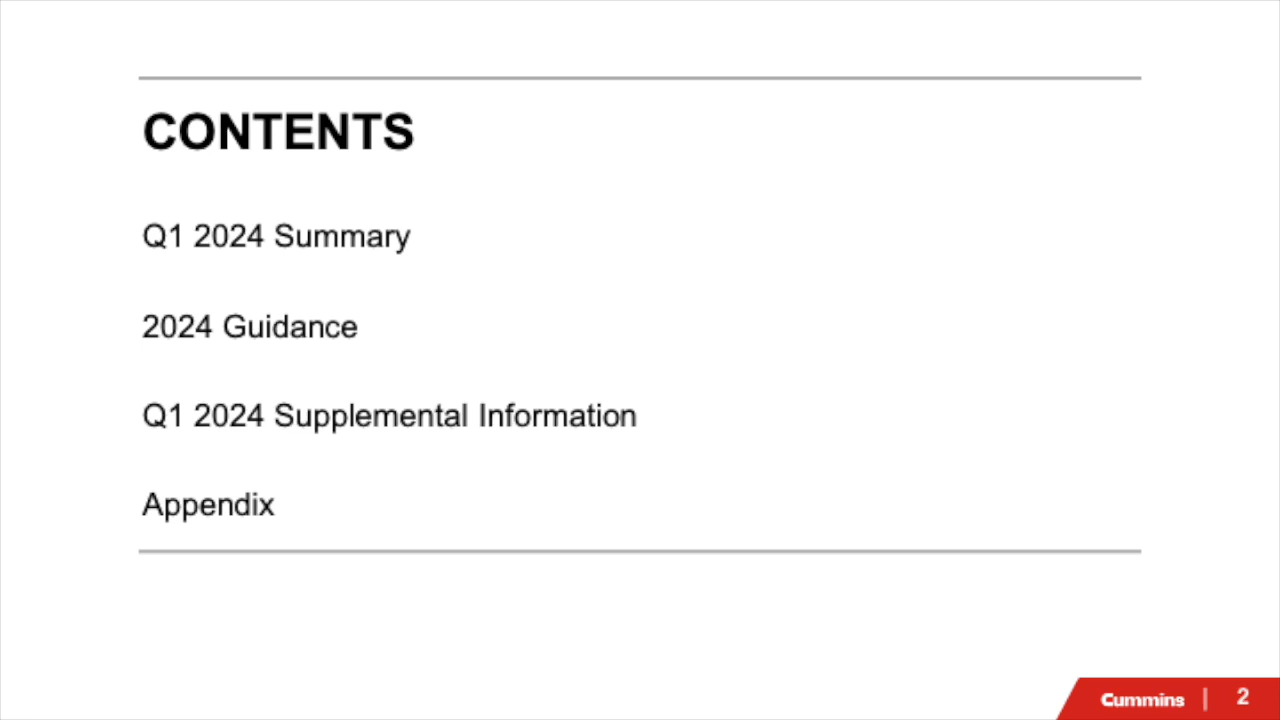 CONTENTS
Q1 2024 Summary
2024 Guidance
Q1 2024 Supplemental Information
Appendix
Cummins | 2